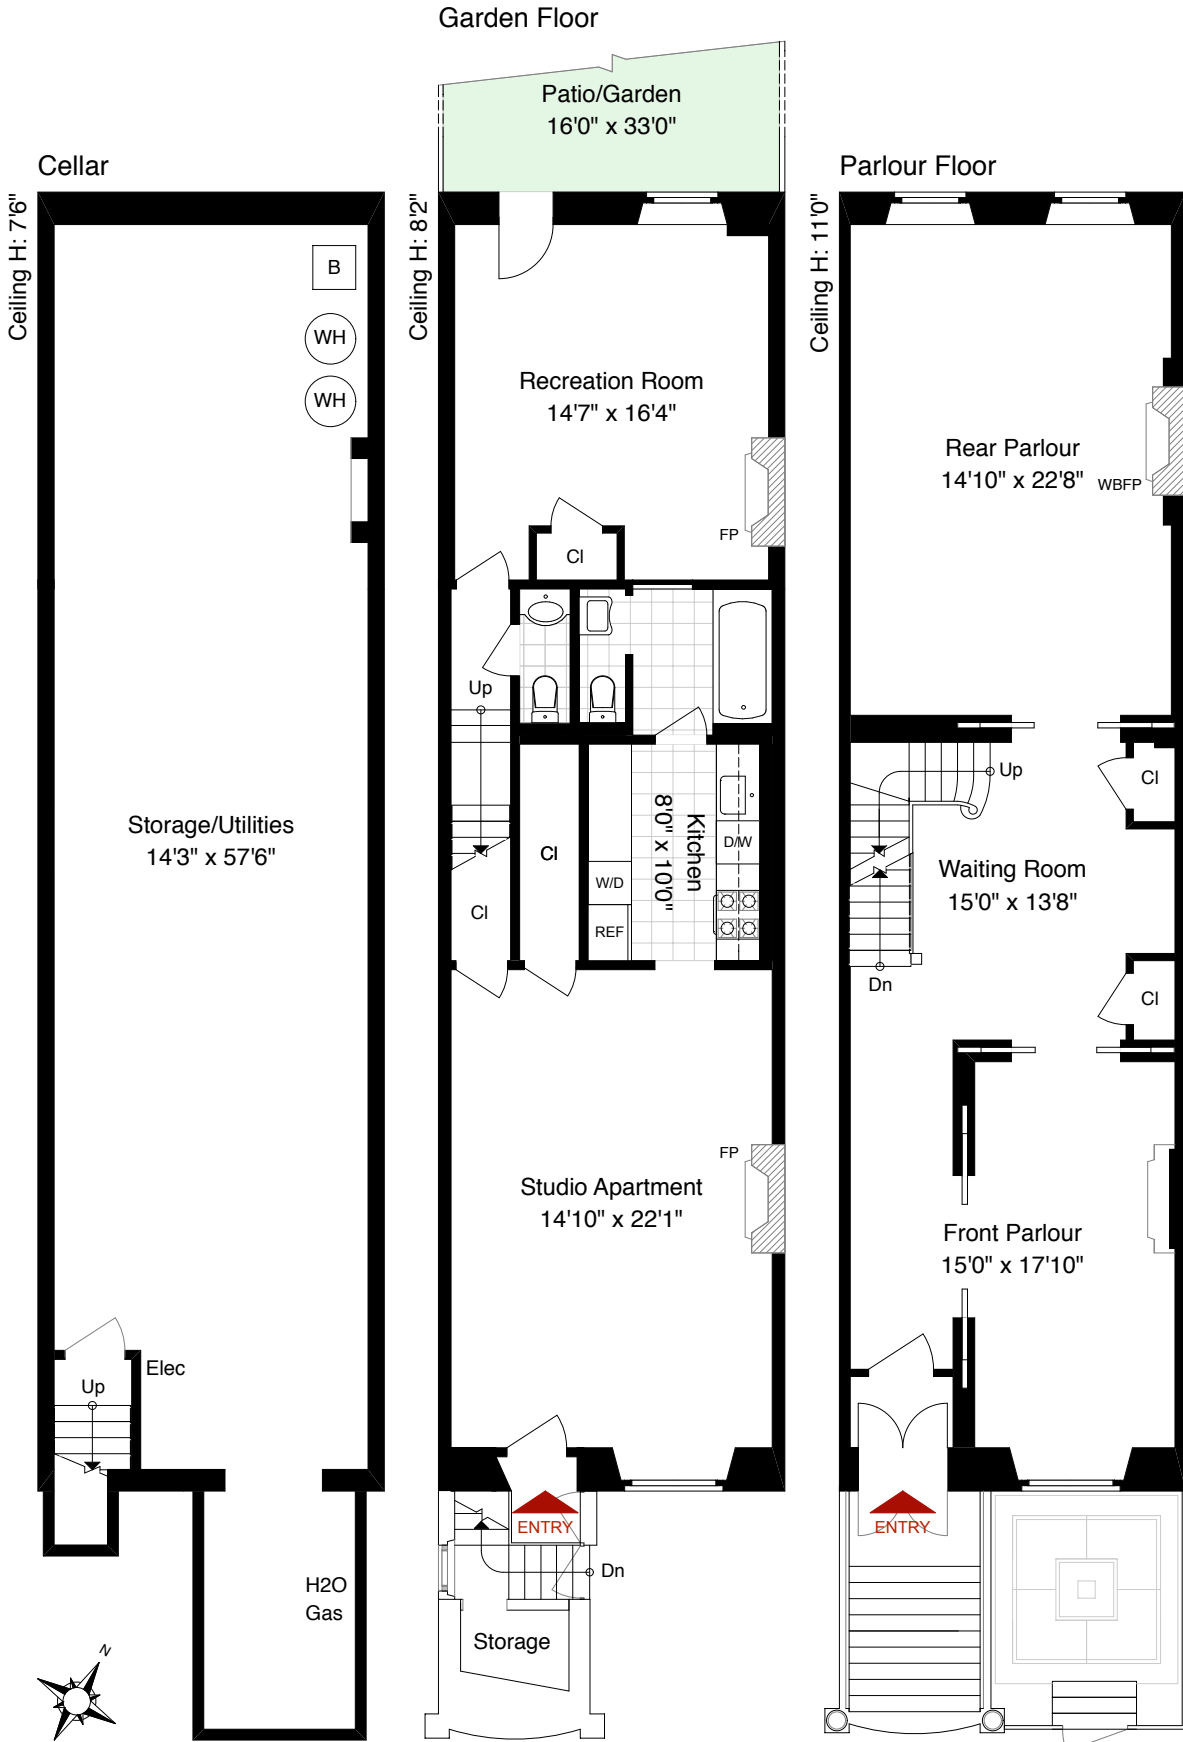 Garden Floor
Patio/Garden
16'0" x 33'0"
Cellar
Parlour Floor
Ceiling H: 7'6"
B
WH
WH
Storage/Utilities
14'3" x 57'6"
Elec
Up
H2O
Gas
N
Ceiling H: 8'2"
Recreation Room
14'7" x 16'4"
FP
Cl
Up
Cl
Cl
Kitchen
8'0" x 10'0"
D/W
W/D
REF
FP
Studio Apartment
14'10" x 22'1"
ENTRY
Dn
Storage
Ceiling H: 11'0"
Rear Parlour
14'10" x 22'8"
WBFP
Up
Cl
Waiting Room
15'0" x 13'8"
Dn
Cl
Front Parlour
15'0" x 17'10"
ENTRY